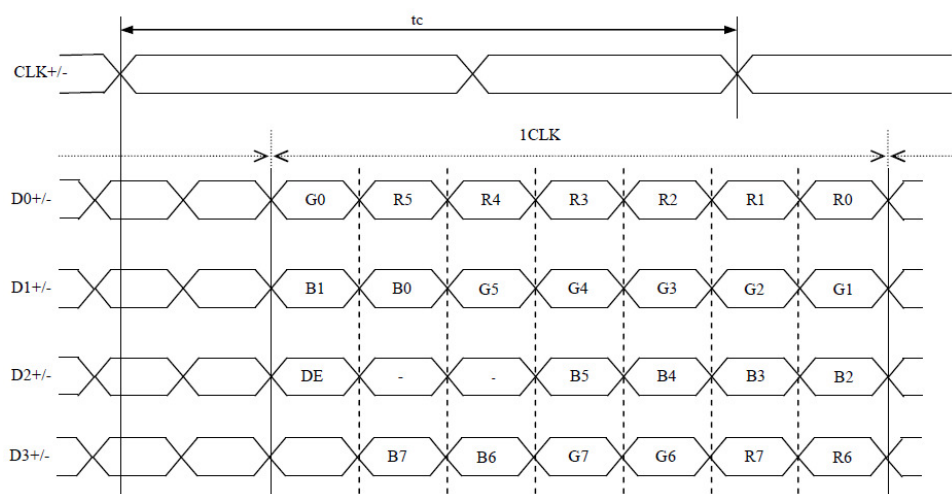 tc
CLK+/-
1CLK
D0+/- G0 R5 R4 R3 R2 R1 R0
D1+/- B1 B0 G5 G4 G3 G2 G1
D2+/- DE - - B5 B4 B3 B2
D3+/- B7 B6 G7 G6 R7 R6